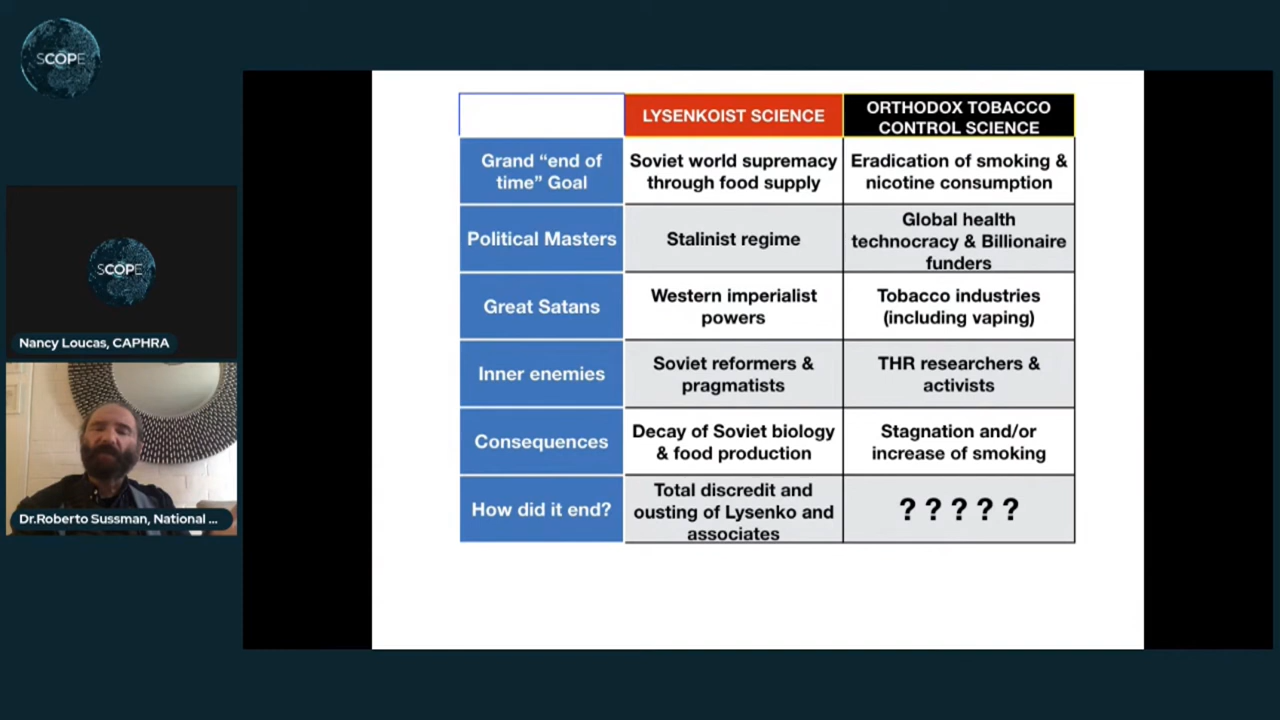 SCOPE
LYSENKOIST SCIENCE
ORTHODOX TOBACCO
CONTROL SCIENCE
Grand “end of
time” Goal
Soviet world supremacy
through food supply
Eradication of smoking &
nicotine consumption
Political Masters
Stalinist regime
Global health
technocracy & Billionaire
funders
Great Satans
Western imperialist
powers
Tobacco industries
(including vaping)
Inner enemies
Soviet reformers &
pragmatists
THR researchers &
activists
Consequences
Decay of Soviet biology
& food production
Stagnation and/or
increase of smoking
How did it end?
Total discredit and
ousting of Lysenko and
associates
? ? ? ? ?
SCOPE
Nancy Loucas, CAPHRA
Dr.Roberto Sussman, National ...